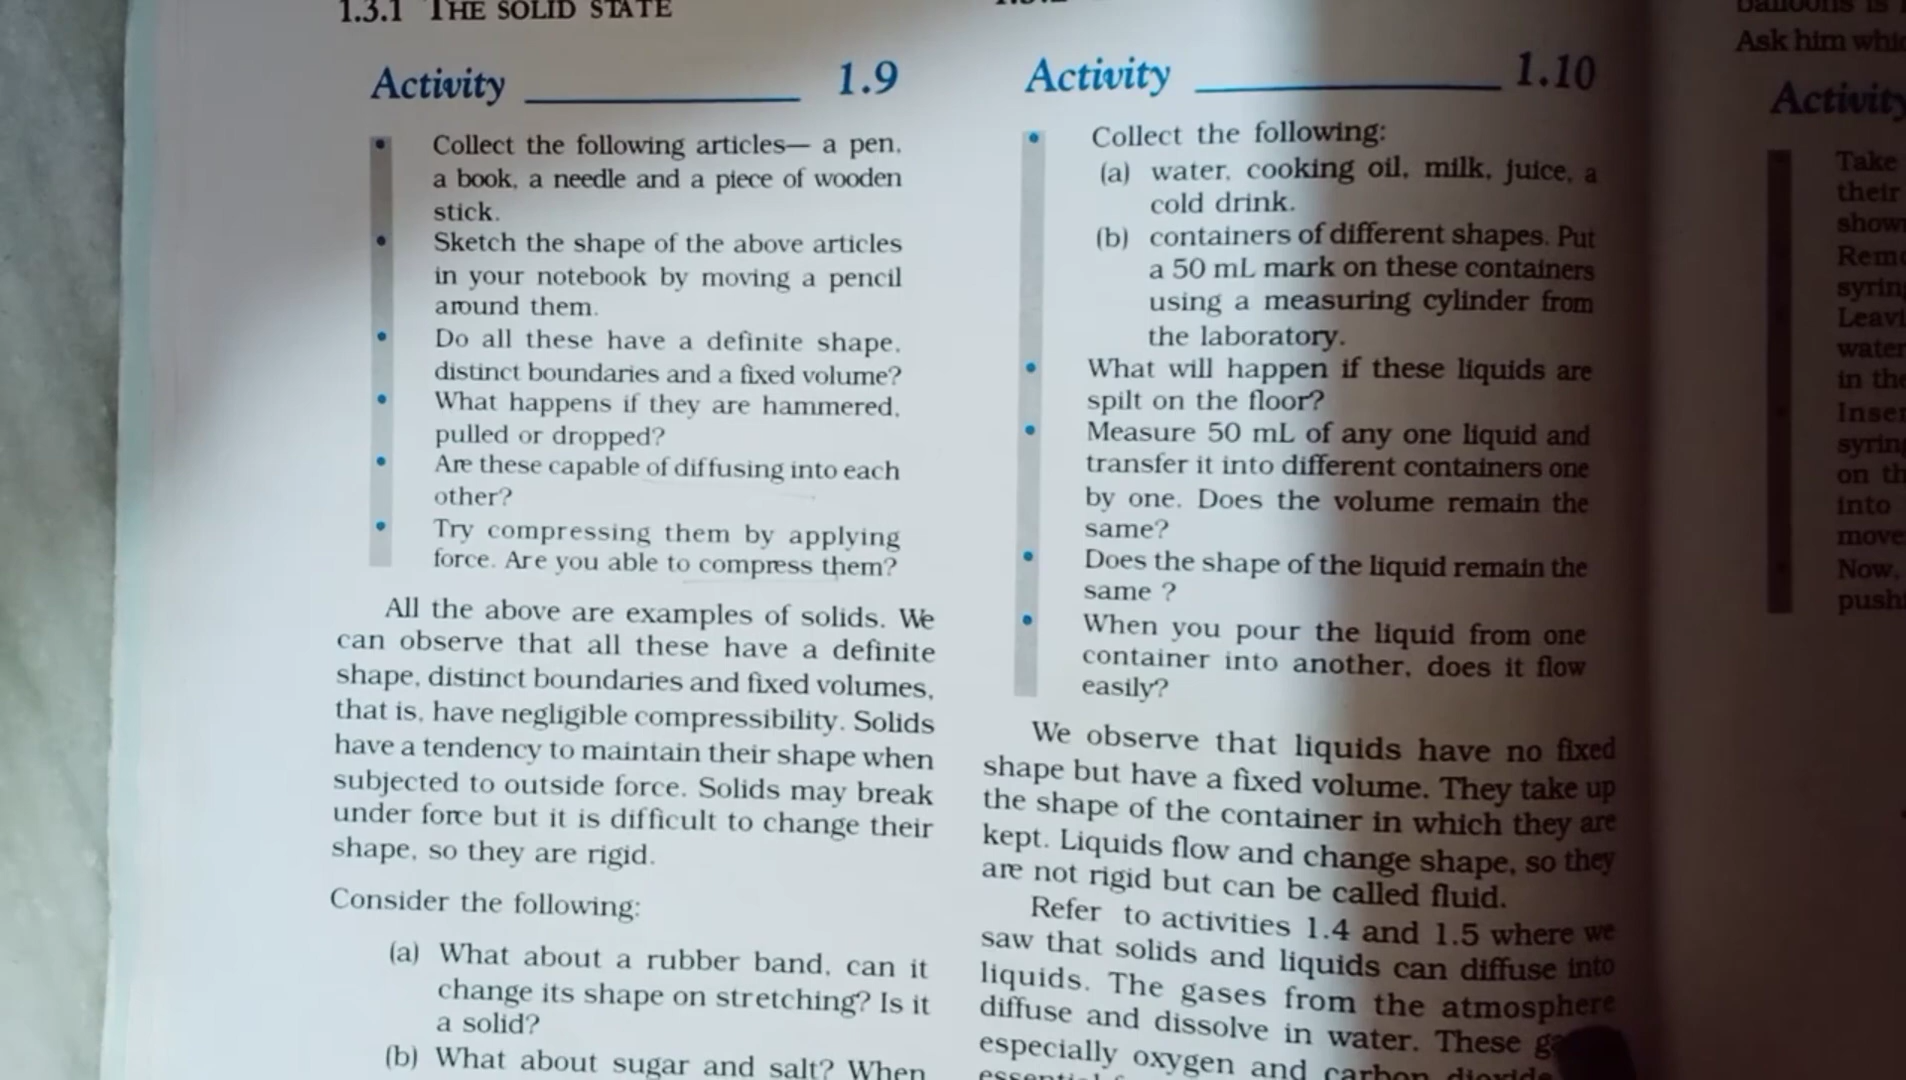 1.3.1 THE SOLID STATE
Activity 1.9
• Collect the following articles— a pen,
a book, a needle and a piece of wooden
stick.
• Sketch the shape of the above articles
in your notebook by moving a pencil
around them.
• Do all these have a definite shape,
distinct boundaries and a fixed volume?
• What happens if they are hammered,
pulled or dropped?
• Are these capable of diffusing into each
other?
• Try compressing them by applying
force. Are you able to compress them?
All the above are examples of solids. We
can observe that all these have a definite
shape, distinct boundaries and fixed volumes,
that is, have negligible compressibility. Solids
have a tendency to maintain their shape when
subjected to outside force. Solids may break
under force but it is difficult to change their
shape, so they are rigid.
Consider the following:
(a) What about a rubber band, can it
change its shape on stretching? Is it
a solid?
(b) What about sugar and salt? When
Activity 1.10
• Collect the following:
(a) water, cooking oil, milk, juice, a
cold drink.
(b) containers of different shapes. Put
a 50 mL mark on these containers
using a measuring cylinder from
the laboratory.
• What will happen if these liquids are
spilt on the floor?
• Measure 50 mL of any one liquid and
transfer it into different containers one
by one. Does the volume remain the
same?
• Does the shape of the liquid remain the
same ?
• When you pour the liquid from one
container into another, does it flow
easily?
We observe that liquids have no fixed
shape but have a fixed volume. They take up
the shape of the container in which they are
kept. Liquids flow and change shape, so they
are not rigid but can be called fluid.
Refer to activities 1.4 and 1.5 where we
saw that solids and liquids can diffuse into
liquids. The gases from the atmosphere
diffuse and dissolve in water. These
especially oxygen and carbon dioxide
Ask him
Activity
Take
their
water
in
on
into
Now,